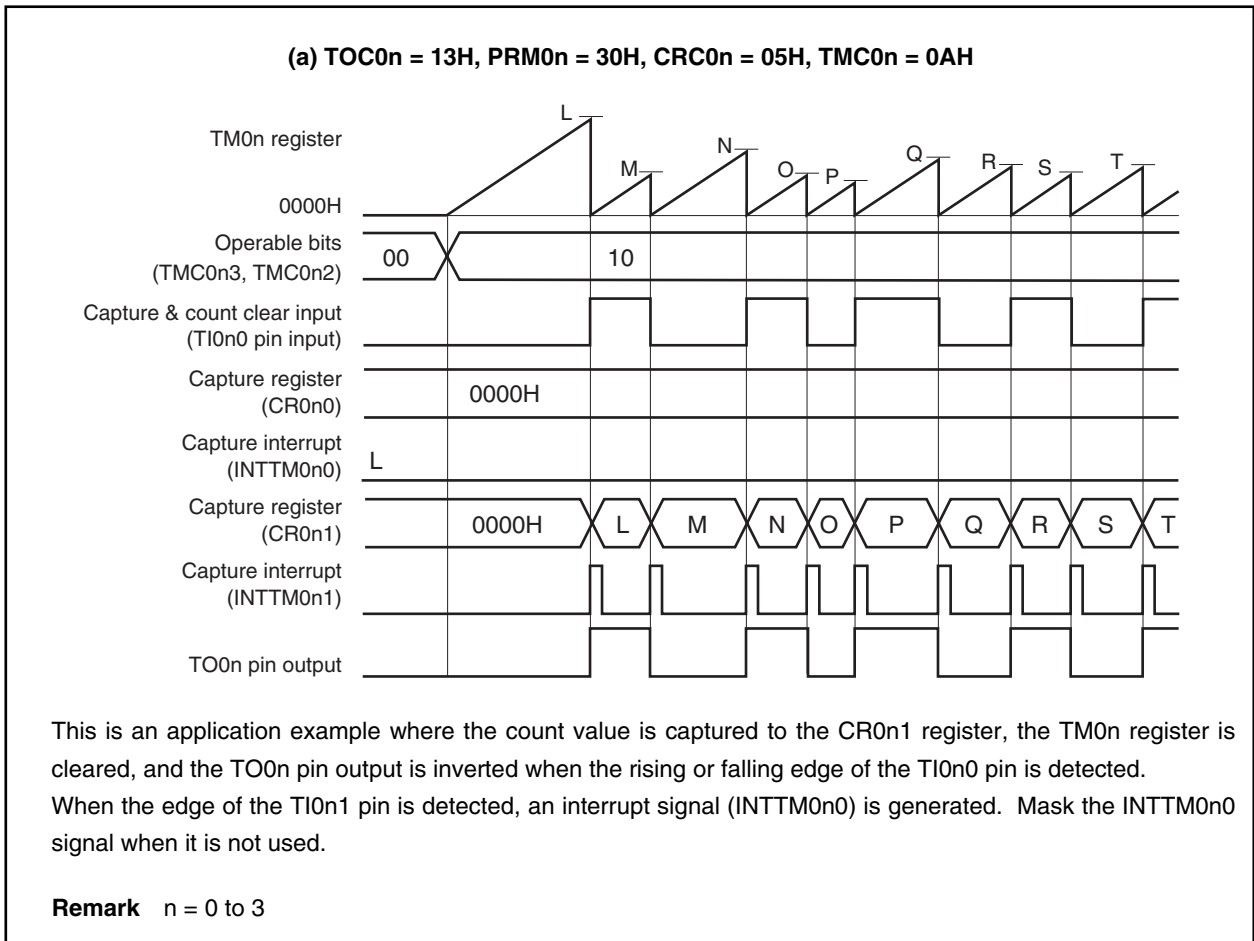 (a) TOC0n = 13H, PRM0n = 30H, CRC0n = 05H, TMC0n = 0AH
TM0n register
L
M
N
O
P
Q
R
S
T
0000H
Operable bits
(TMC0n3, TMC0n2)
00
10
Capture & count clear input
(TI0n0 pin input)
Capture register
(CR0n0)
0000H
Capture interrupt
(INTTM0n0)
L
Capture register
(CR0n1)
0000H
L
M
N
O
P
Q
R
S
T
Capture interrupt
(INTTM0n1)
TO0n pin output
This is an application example where the count value is captured to the CR0n1 register, the TM0n register is
cleared, and the TO0n pin output is inverted when the rising or falling edge of the TI0n0 pin is detected.
When the edge of the TI0n1 pin is detected, an interrupt signal (INTTM0n0) is generated. Mask the INTTM0n0
signal when it is not used.
Remark n = 0 to 3